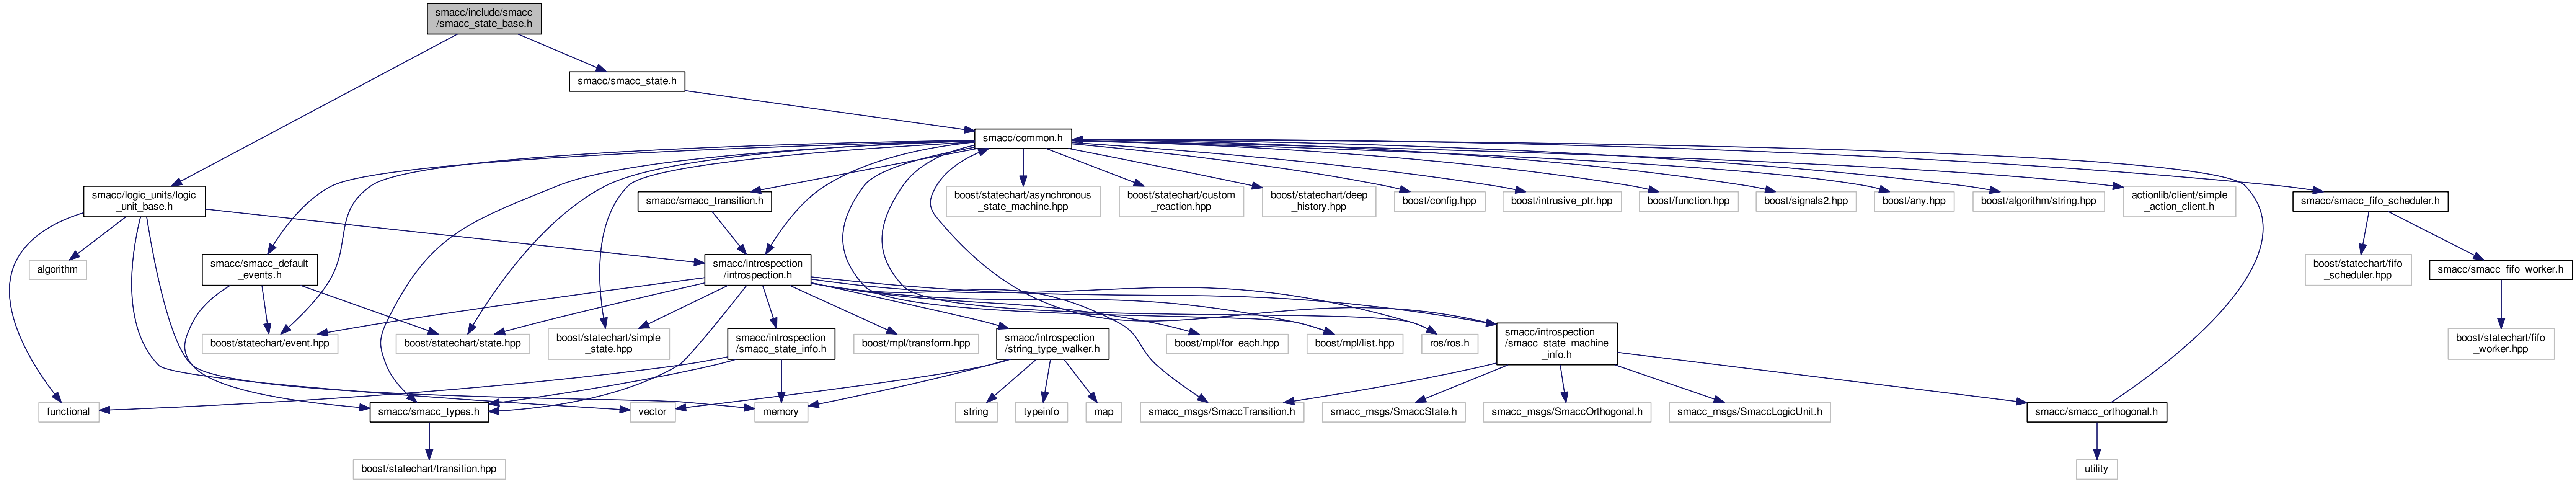 smacc/include/smacc
/smacc_state_base.h
smacc/smacc_state.h
smacc/common.h
smacc/logic_units/logic
_unit_base.h
smacc/smacc_transition.h
boost/statechart/asynchronous
_state_machine.hpp
boost/statechart/custom
_reaction.hpp
boost/statechart/deep
_history.hpp
boost/config.hpp
boost/intrusive_ptr.hpp
boost/function.hpp
boost/signals2.hpp
boost/any.hpp
boost/algorithm/string.hpp
actionlib/client/simple
_action_client.h
smacc/smacc_fifo_scheduler.h
algorithm
smacc/smacc_default
_events.h
smacc/introspection
/introspection.h
boost/statechart/fifo
_scheduler.hpp
smacc/smacc_fifo_worker.h
boost/statechart/event.hpp
boost/statechart/state.hpp
boost/statechart/simple
_state.hpp
smacc/introspection
/smacc_state_info.h
boost/mpl/transform.hpp
smacc/introspection
/string_type_walker.h
boost/mpl/for_each.hpp
boost/mpl/list.hpp
ros/ros.h
smacc/introspection
/smacc_state_machine
_info.h
boost/statechart/fifo
_worker.hpp
functional
smacc/smacc_types.h
vector
memory
string
typeinfo
map
smacc_msgs/SmaccTransition.h
smacc_msgs/SmaccState.h
smacc_msgs/SmaccOrthogonal.h
smacc_msgs/SmaccLogicUnit.h
smacc/smacc_orthogonal.h
boost/statechart/transition.hpp
utility